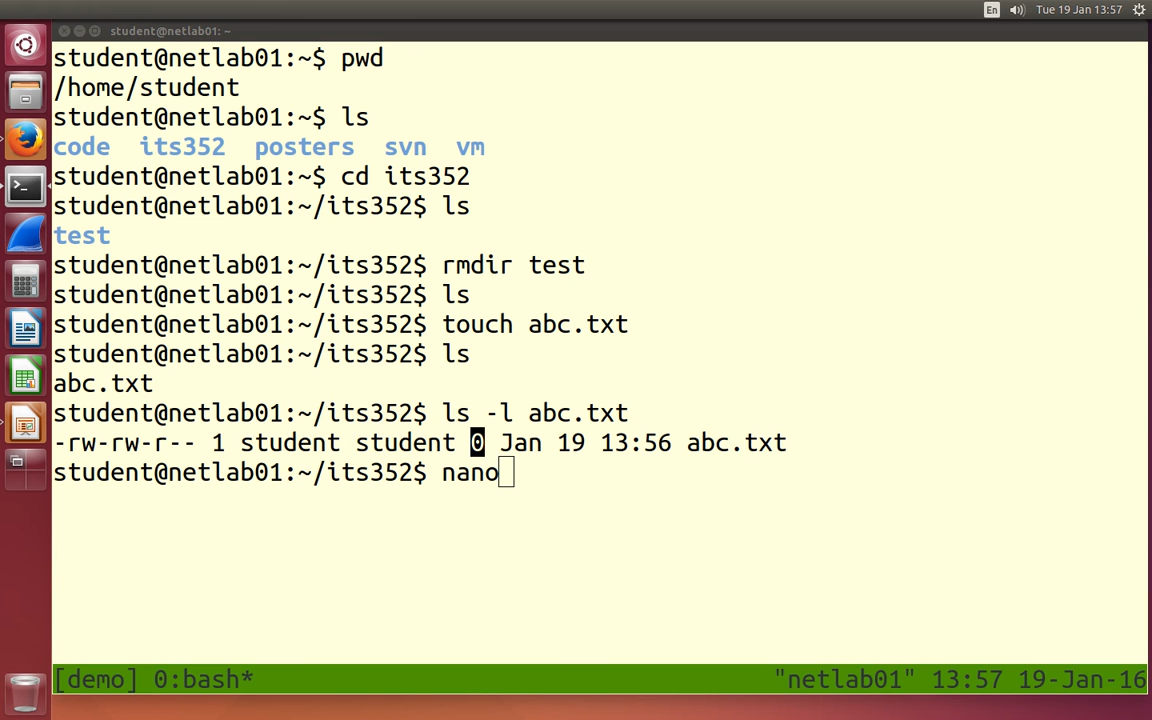 En Tue 19 Jan 13:57
student@netlab01: ~
student@netlab01:~$ pwd
/home/student
student@netlab01:~$ ls
code its352 posters svn vm
student@netlab01:~$ cd its352
student@netlab01:~/its352$ ls
test
student@netlab01:~/its352$ rmdir test
student@netlab01:~/its352$ ls
student@netlab01:~/its352$ touch abc.txt
student@netlab01:~/its352$ ls
abc.txt
student@netlab01:~/its352$ ls -l abc.txt
-rw-rw-r-- 1 student student 0 Jan 19 13:56 abc.txt
student@netlab01:~/its352$ nano
[demo] 0:bash* "netlab01" 13:57 19-Jan-16